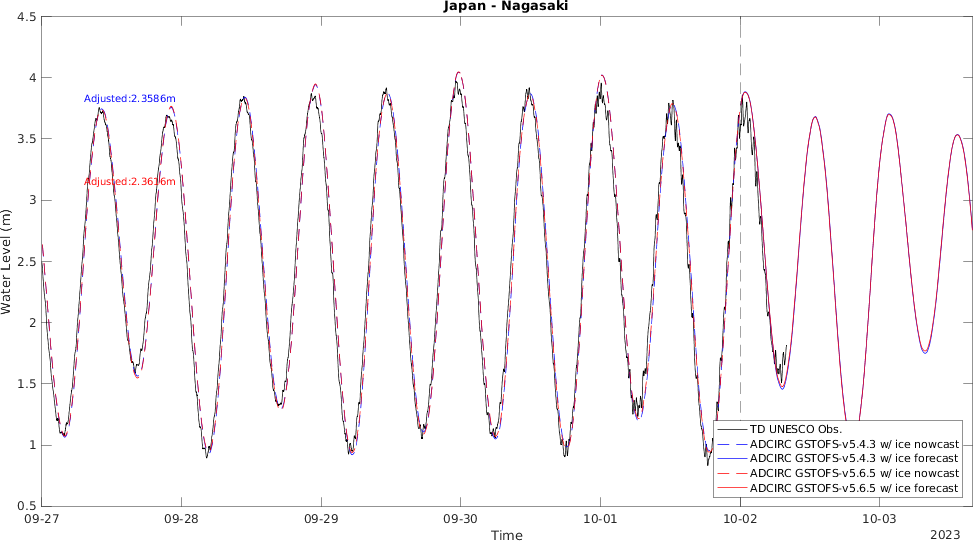 Japan - Nagasaki
4.5
4
3.5
3
2.5
2
1.5
1
0.5
Water Level (m)
Adjusted:2.3586m
Adjusted:2.3616m
TD UNESCO Obs.
ADCIRC GSTOFS-v5.4.3 w/ ice nowcast
ADCIRC GSTOFS-v5.4.3 w/ ice forecast
ADCIRC GSTOFS-v5.6.5 w/ ice nowcast
ADCIRC GSTOFS-v5.6.5 w/ ice forecast
09-27 09-28 09-29 09-30 10-01 10-02 10-03
Time
2023